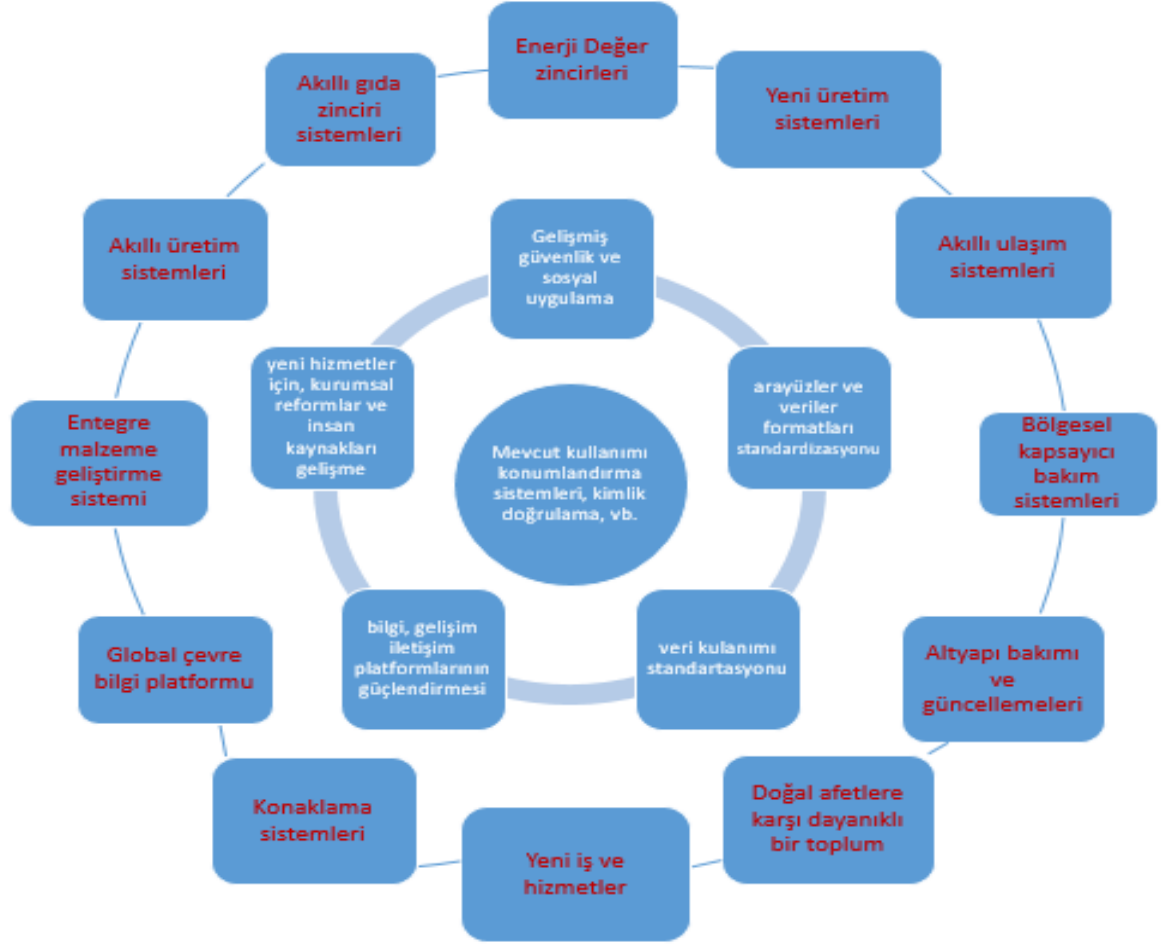 Enerji Değer
zincirleri
Yeni üretim
sistemleri
Akıllı ulaşım
sistemleri
Bölgesel
kapsayıcı
bakım
sistemleri
Altyapı bakımı
ve
güncellemeleri
Doğal afetlere
karşı dayanıklı
bir toplum
Yeni iş ve
hizmetler
Konaklama
sistemleri
Global çevre
bilgi platformu
Entegre
malzeme
geliştirme
sistemi
Akıllı üretim
sistemleri
Akıllı gıda
zinciri
sistemleri
Gelişmiş
güvenlik ve
sosyal
uygulama
arayüzler ve
veriler
formatları
standardizasyonu
veri kulanımı
standartasyonu
bilgi, gelişim
iletişim
platformlarının
güçlendirmesi
yeni hizmetler
için, kurumsal
reformlar ve
insan
kaynakları
gelişme
Mevcut kullanımı
konumlandırma
sistemleri, kimlik
doğrulama, vb.